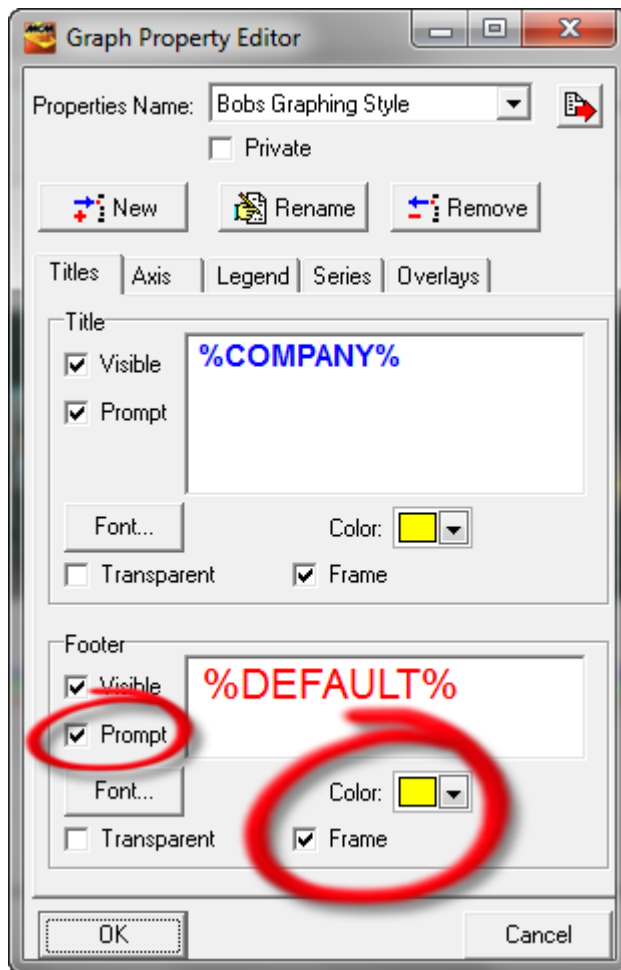 MCM Graph Property Editor
Properties Name: Bobs Graphing Style
Private
New Rename Remove
Titles Axis Legend Series Overlays
Title
Visible %COMPANY%
Prompt
Font... Color:
Transparent Frame
Footer
Visible %DEFAULT%
Prompt
Font... Color:
Transparent Frame
OK Cancel